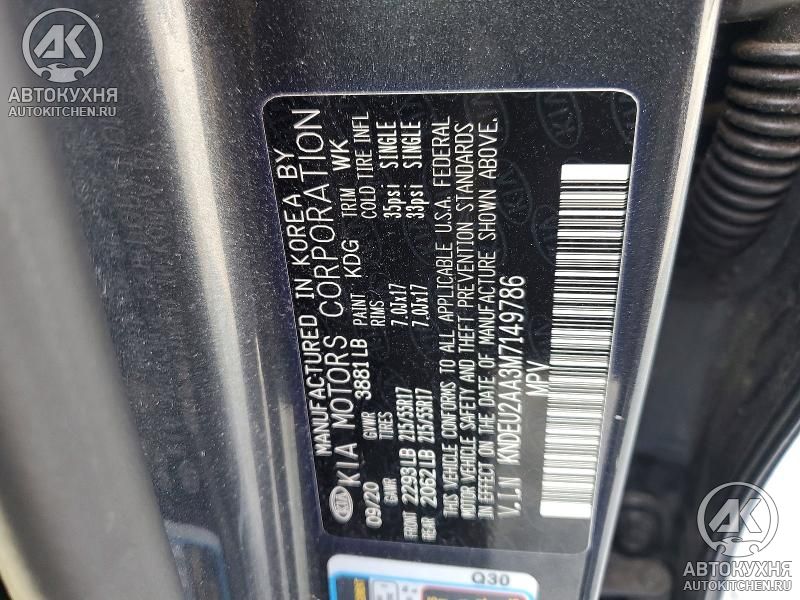 AK
АВТОКУХНЯ
AUTOKITCHEN.RU
MANUFACTURED IN KOREA BY
KIA KIA MOTORS CORPORATION
09/20 GVWR 3881LB PAINT KDG TRIM WK
GAWR TIRES RIMS COLD TIRE INFL
FRONT 2293LB 215/55R17 7.0Jx17 35psi SINGLE
REAR 2062LB 215/55R17 7.0Jx17 33psi SINGLE
THIS VEHICLE CONFORMS TO ALL APPLICABLE U.S.A. FEDERAL
MOTOR VEHICLE SAFETY AND THEFT PREVENTION STANDARDS
IN EFFECT ON THE DATE OF MANUFACTURE SHOWN ABOVE.
V.I.N KNDEU2AA3M7149786
MPV
Q30
AK
АВТОКУХНЯ
AUTOKITCHEN.RU